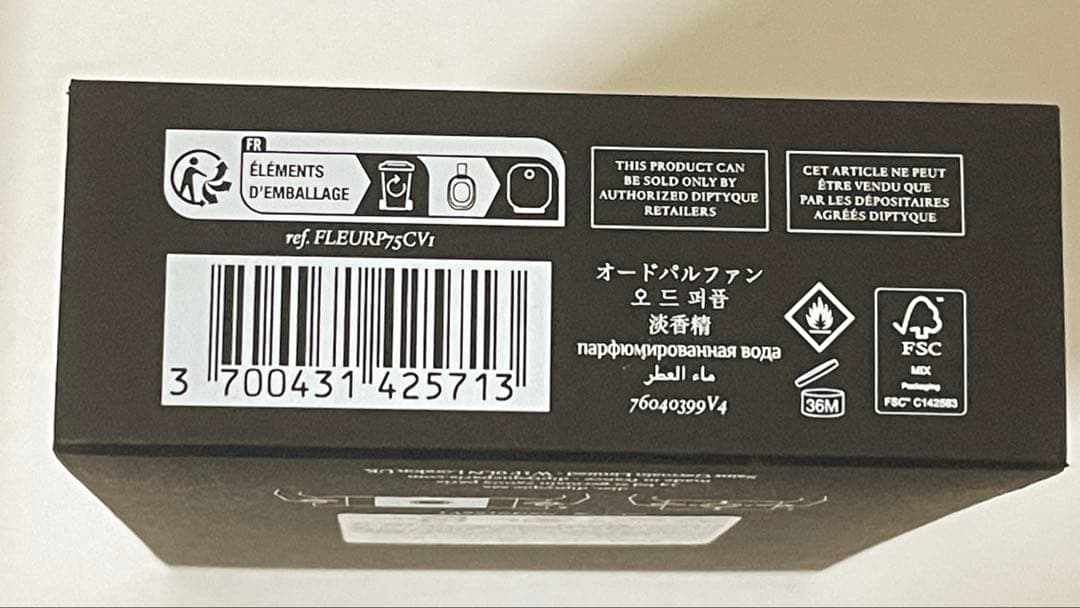 FR
ÉLÉMENTS
D'EMBALLAGE
THIS PRODUCT CAN
BE SOLD ONLY BY
AUTHORIZED DIPTYQUE
RETAILERS
CET ARTICLE NE PEUT
ÊTRE VENDU QUE
PAR LES DÉPOSITAIRES
AGRÉÉS DIPTYQUE
ref. FLEURP75CV1
3 700431 425713
オードパルファン
오 드 퍼퓸
淡香精
парфюмированная вода
ماء العطر
76040399V4
36M
FSC
MIX
Packaging
FSC™ C142583